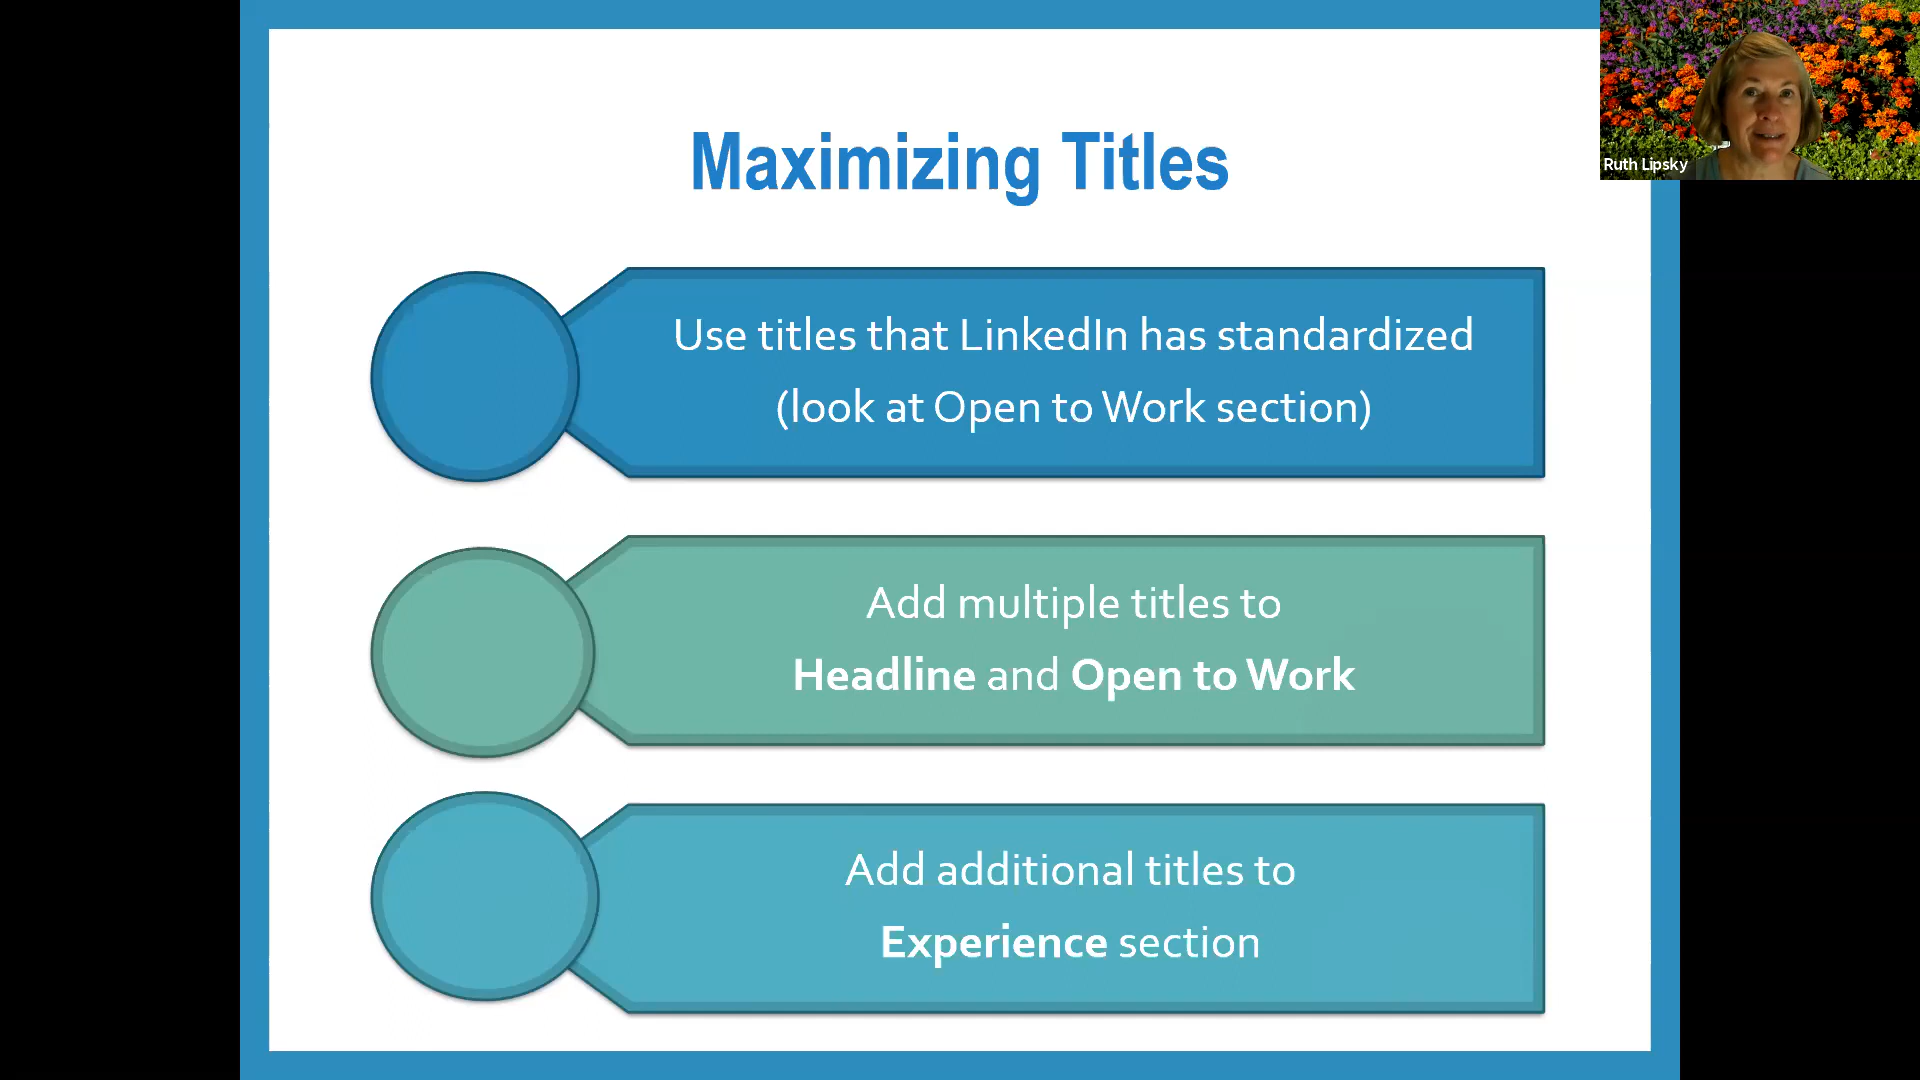 Maximizing Titles
Ruth Lipsky
Use titles that LinkedIn has standardized
(look at Open to Work section)
Add multiple titles to
Headline and Open to Work
Add additional titles to
Experience section